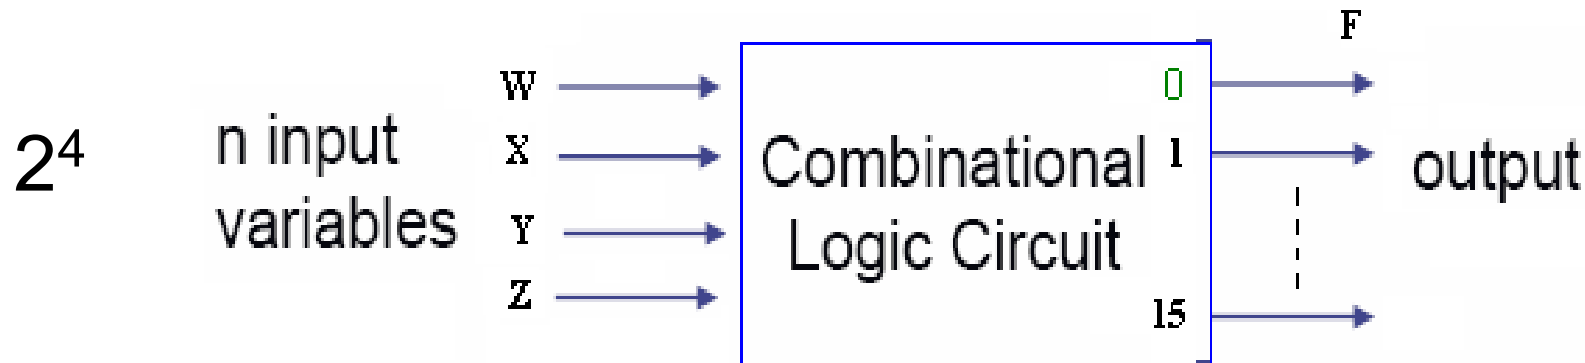 2⁴
n input
variables
W
X
Y
Z
Combinational
Logic Circuit
0
1
15
F
output